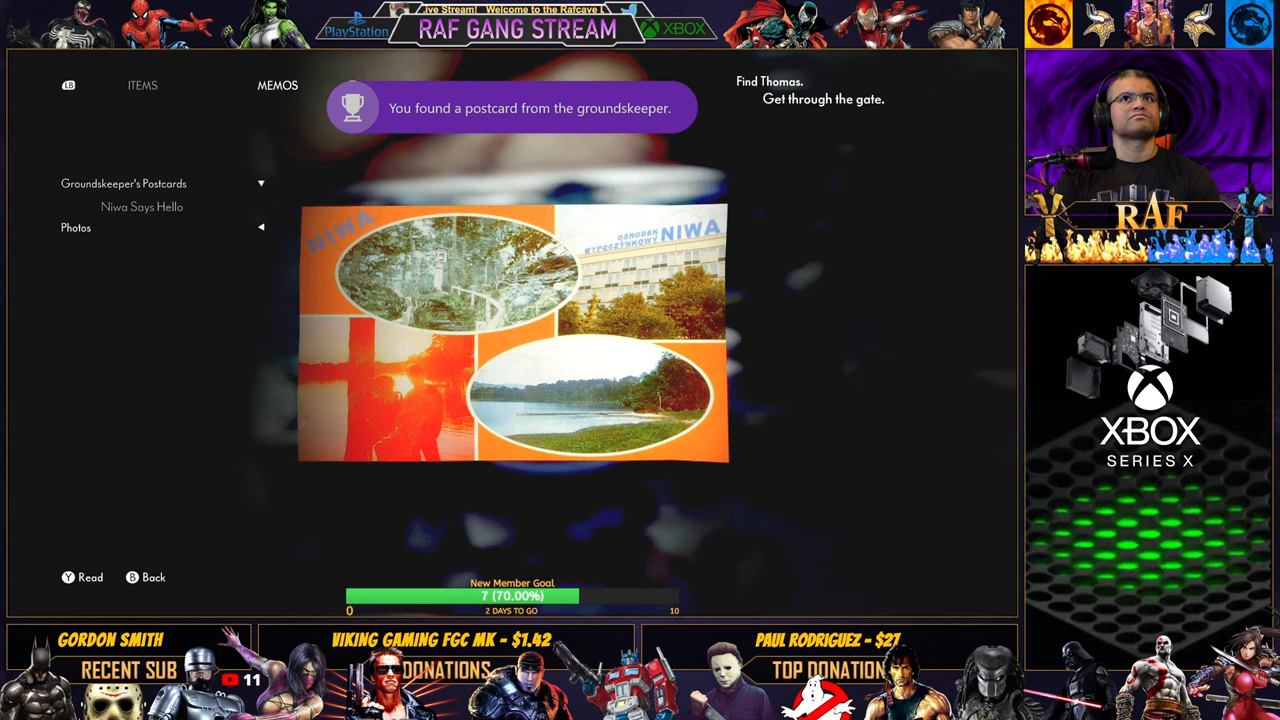 ive Stream! Welcome to the Rafcave
PlayStation
RAF GANG STREAM
XBOX
LB
ITEMS
MEMOS
You found a postcard from the groundskeeper.
Find Thomas.
Get through the gate.
Groundskeeper's Postcards
Niwa Says Hello
Photos
NIWA
OŚRODEK
WYPOCZYNKOWY NIWA
RAF
XBOX
SERIES X
Y Read
B Back
New Member Goal
7 (70.00%)
0
2 DAYS TO GO
10
GORDON SMITH
RECENT SUB
11
VIKING GAMING FGC MK - $1.42
DONATIONS
PAUL RODRIGUEZ - $27
TOP DONATION